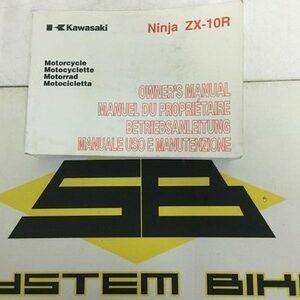 Kawasaki
Ninja ZX-10R
Motorcycle
Motocyclette
Motorrad
Motocicletta
OWNER'S MANUAL
MANUEL DU PROPRIÉTAIRE
BETRIEBSANLEITUNG
MANUALE USO E MANUTENZIONE
SB
YSTEM BIK